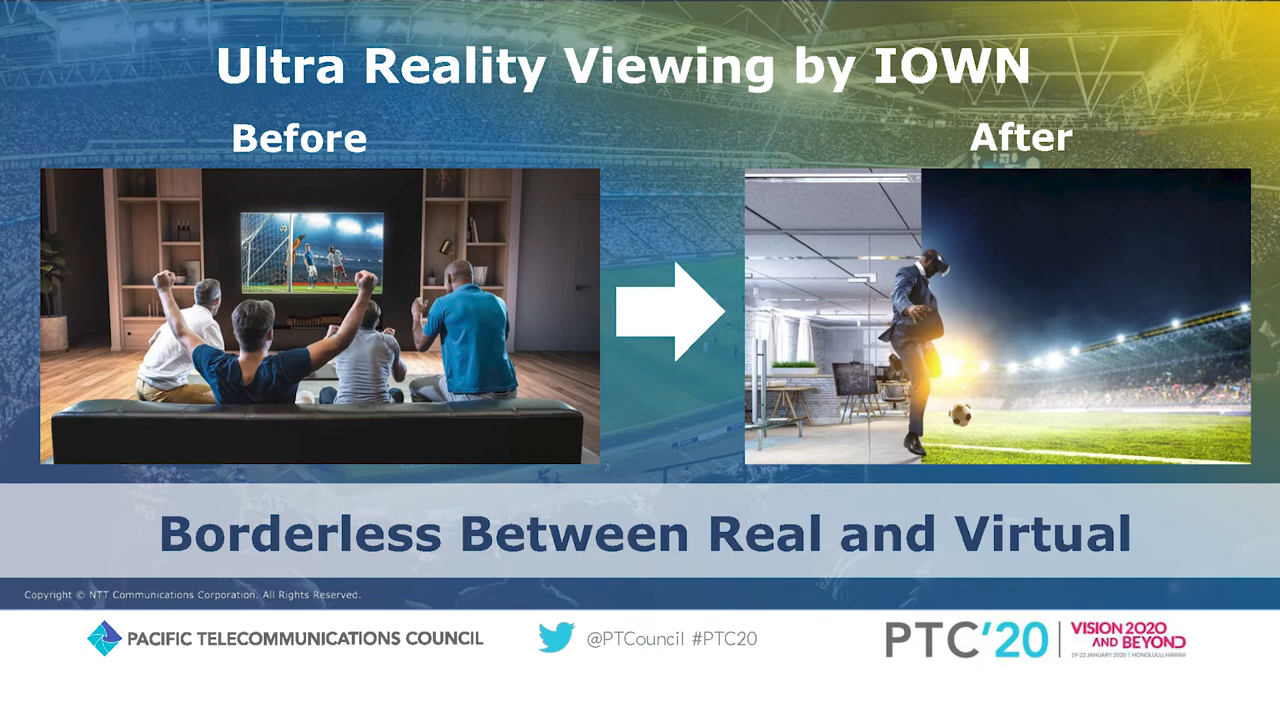 Ultra Reality Viewing by IOWN
Before
After
Borderless Between Real and Virtual
Copyright © NTT Communications Corporation. All Rights Reserved.
PACIFIC TELECOMMUNICATIONS COUNCIL
@PTCouncil #PTC20
PTC'20
VISION 2020
AND BEYOND
19-22 JANUARY 2020 | HONOLULU, HAWAII